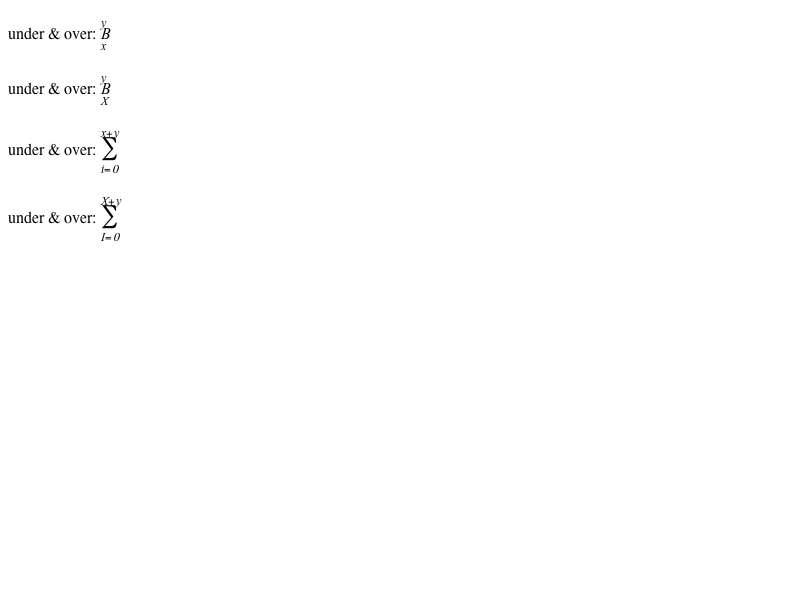 under & over: y B x
under & over: y B X
under & over: x+y ∑ i=0
under & over: X+y ∑ I=0